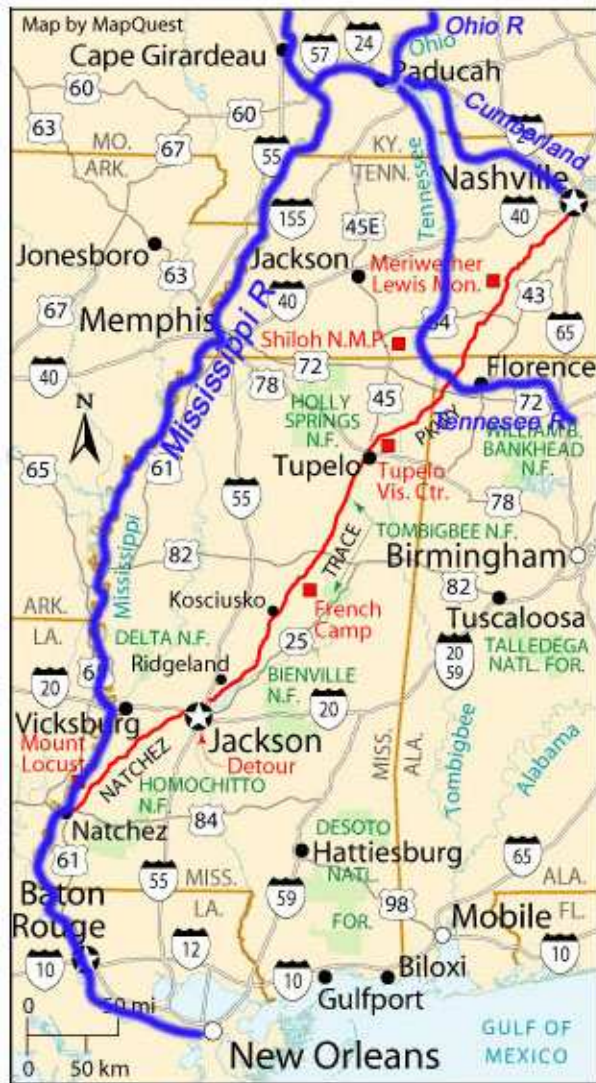 Map by MapQuest
Ohio R
57
24
Ohio
Cape Girardeau
Paducah
60
60
Cumberland
63
67
MO.
ARK.
55
KY.
TENN.
Nashville
Tennessee
155
45E
40
Jonesboro
63
Jackson
Meriwether
Lewis Mon.
43
67
40
Memphis
Mississippi R
Shiloh N.M.P.
65
72
Florence
40
78
45
72
HOLLY
SPRINGS
N.F.
PKWY
Tennesee R
N
WILLIAM B.
BANKHEAD
N.F.
61
65
Tupelo
Tupelo
Vis. Ctr.
55
78
Mississippi
TOMBIGBEE N.F.
82
TRACE
Birmingham
Kosciusko
French
Camp
82
Tuscaloosa
ARK.
LA.
DELTA N.F.
25
TALLEDEGA
NATL. FOR.
20
59
Ridgeland
BIENVILLE
N.F.
20
Vicksburg
20
Jackson
Mount
Locust
Detour
NATCHEZ
MISS.
ALA.
Tombigbee
Alabama
HOMOCHITTO
N.F.
Natchez
84
DESOTO
NATL.
FOR.
61
Hattiesburg
65
55
MISS.
LA.
59
98
ALA.
FL.
Baton
Rouge
Mobile
10
12
10
10
Biloxi
Gulfport
0
50 mi
0
50 km
New Orleans
GULF OF
MEXICO